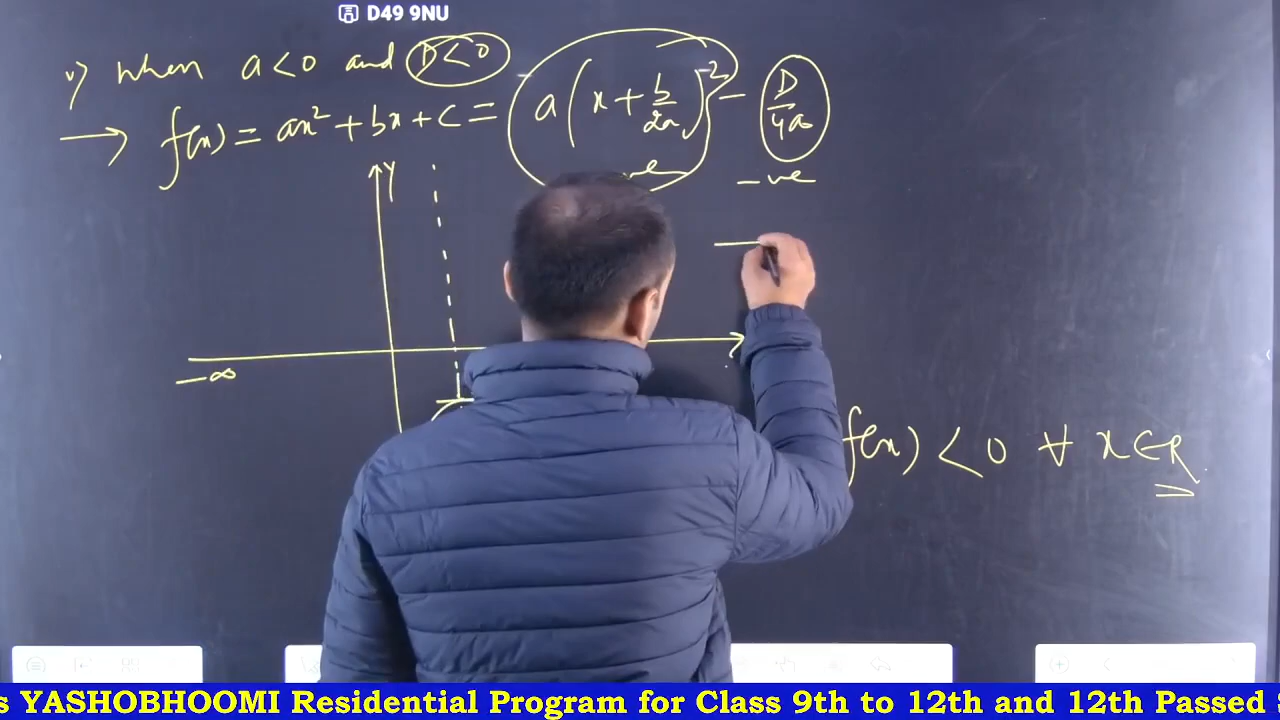 D49 9NU
v) When a<0 and D<0
→ f(x) = ax² + bx + c = a(x + b/2a)² - D/4a
-ve
Y
-∞
f(x) < 0 ∀ x ∈ R
s YASHOBHOOMI Residential Program for Class 9th to 12th and 12th Passed